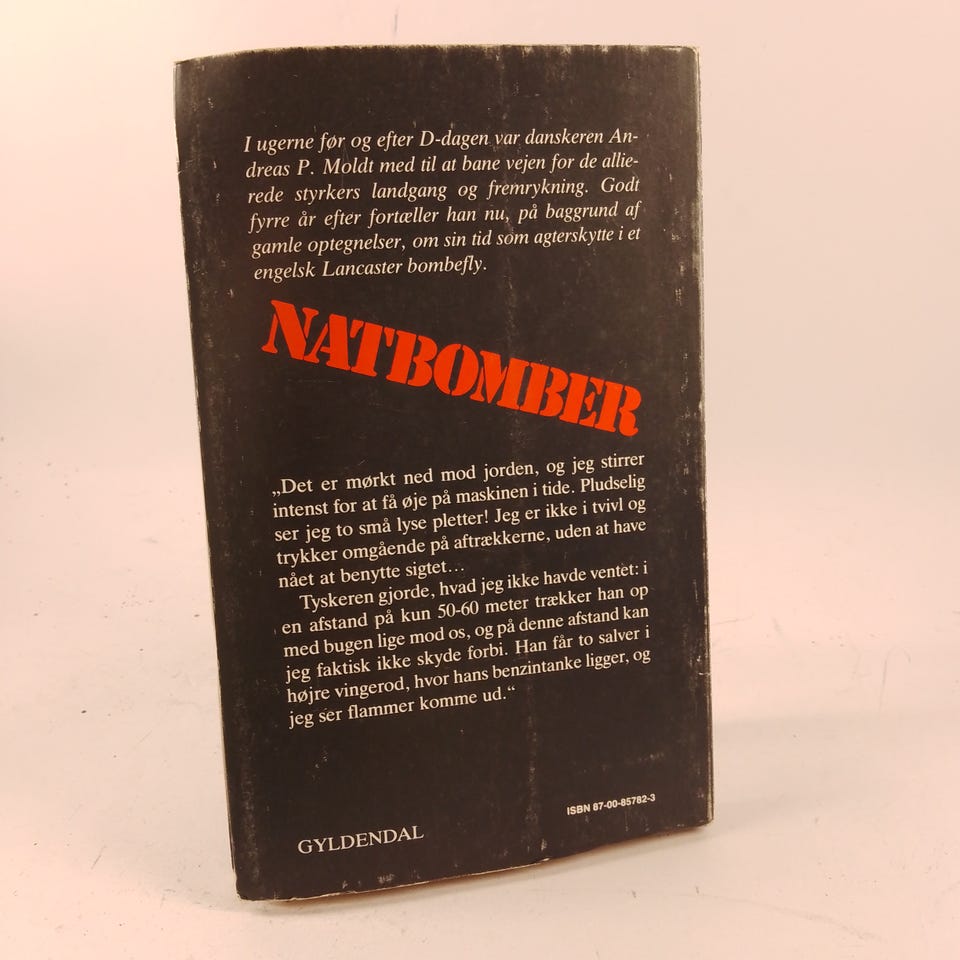 I ugerne før og efter D-dagen var danskeren An-
dreas P. Moldt med til at bane vejen for de allie-
rede styrkers landgang og fremrykning. Godt
fyrre år efter fortæller han nu, på baggrund af
gamle optegnelser, om sin tid som agterskytte i et
engelsk Lancaster bombefly.
NATBOMBER
„Det er mørkt ned mod jorden, og jeg stirrer
intenst for at få øje på maskinen i tide. Pludselig
ser jeg to små lyse pletter! Jeg er ikke i tvivl og
trykker omgående på aftrækkerne, uden at have
nået at benytte sigtet...
Tyskeren gjorde, hvad jeg ikke havde ventet: i
en afstand på kun 50-60 meter trækker han op
med bugen lige mod os, og på denne afstand kan
jeg faktisk ikke skyde forbi. Han får to salver i
højre vingerod, hvor hans benzintanke ligger, og
jeg ser flammer komme ud.“
ISBN 87-00-85782-3
GYLDENDAL